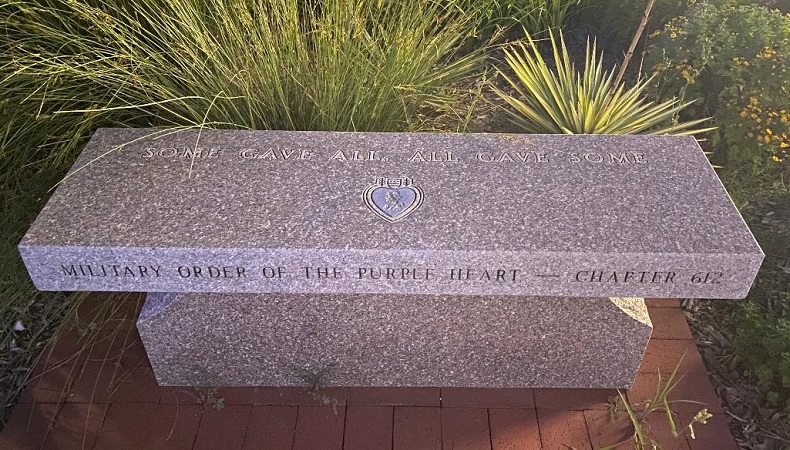 SOME GAVE ALL, ALL GAVE SOME
MILITARY ORDER OF THE PURPLE HEART — CHAPTER 612